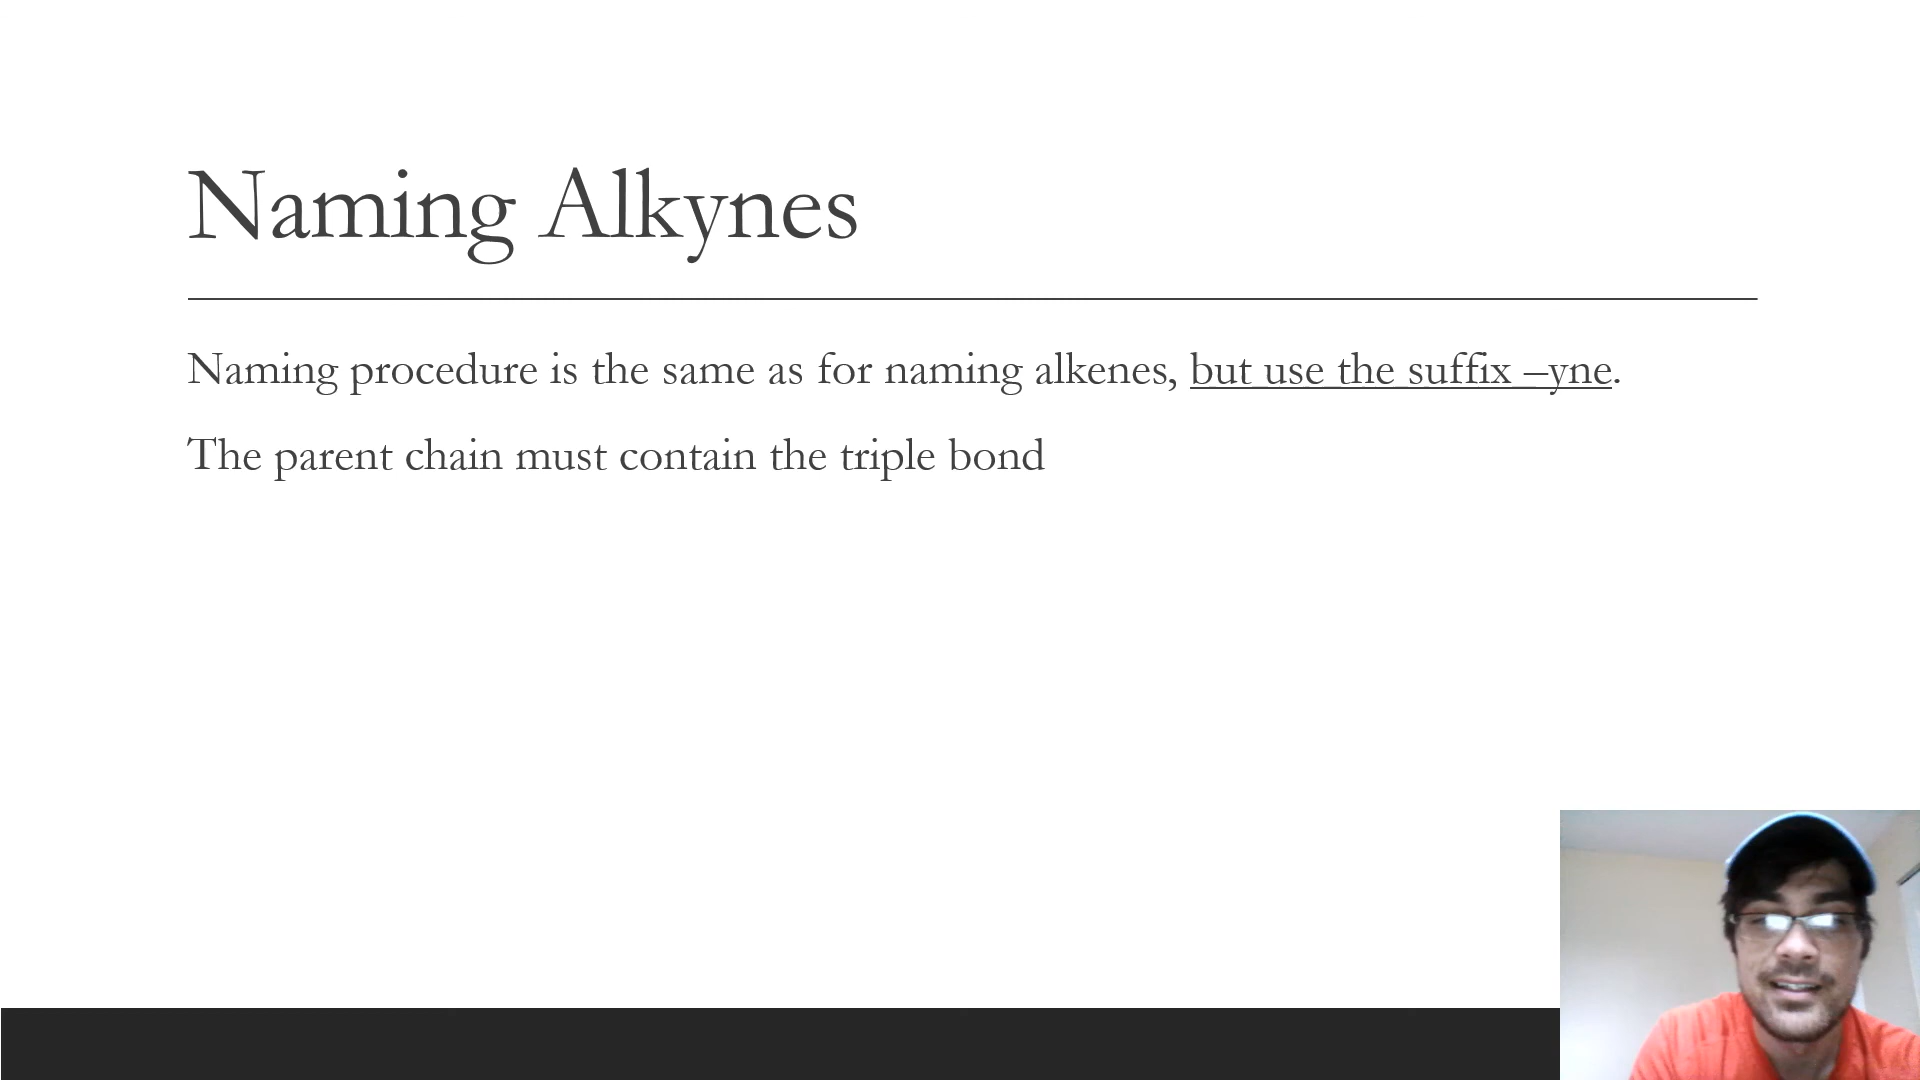 Naming Alkynes
Naming procedure is the same as for naming alkenes, but use the suffix –yne.
The parent chain must contain the triple bond